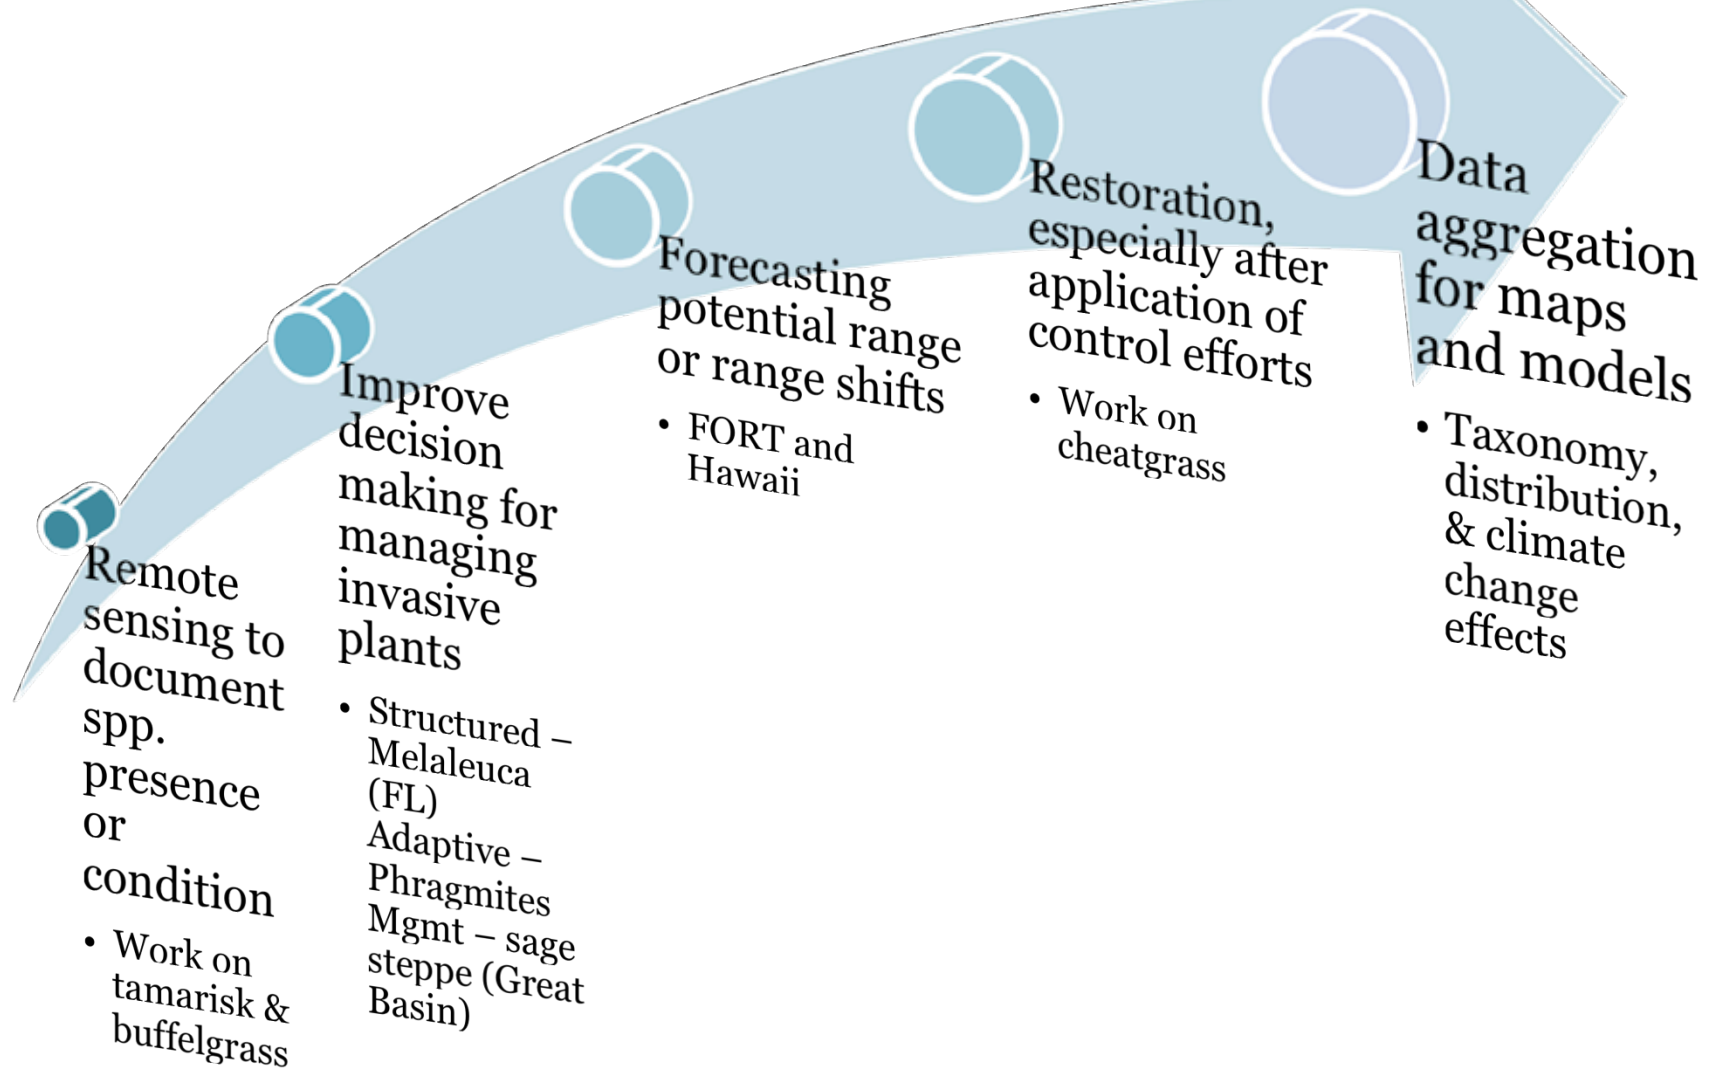 Remote
sensing to
document
spp.
presence
or
condition
• Work on
tamarisk &
buffelgrass
Improve
decision
making for
managing
invasive
plants
• Structured –
Melaleuca
(FL)
Adaptive –
Phragmites
Mgmt – sage
steppe (Great
Basin)
Forecasting
potential range
or range shifts
• FORT and
Hawaii
Restoration,
especially after
application of
control efforts
• Work on
cheatgrass
Data
aggregation
for maps
and models
• Taxonomy,
distribution,
& climate
change
effects